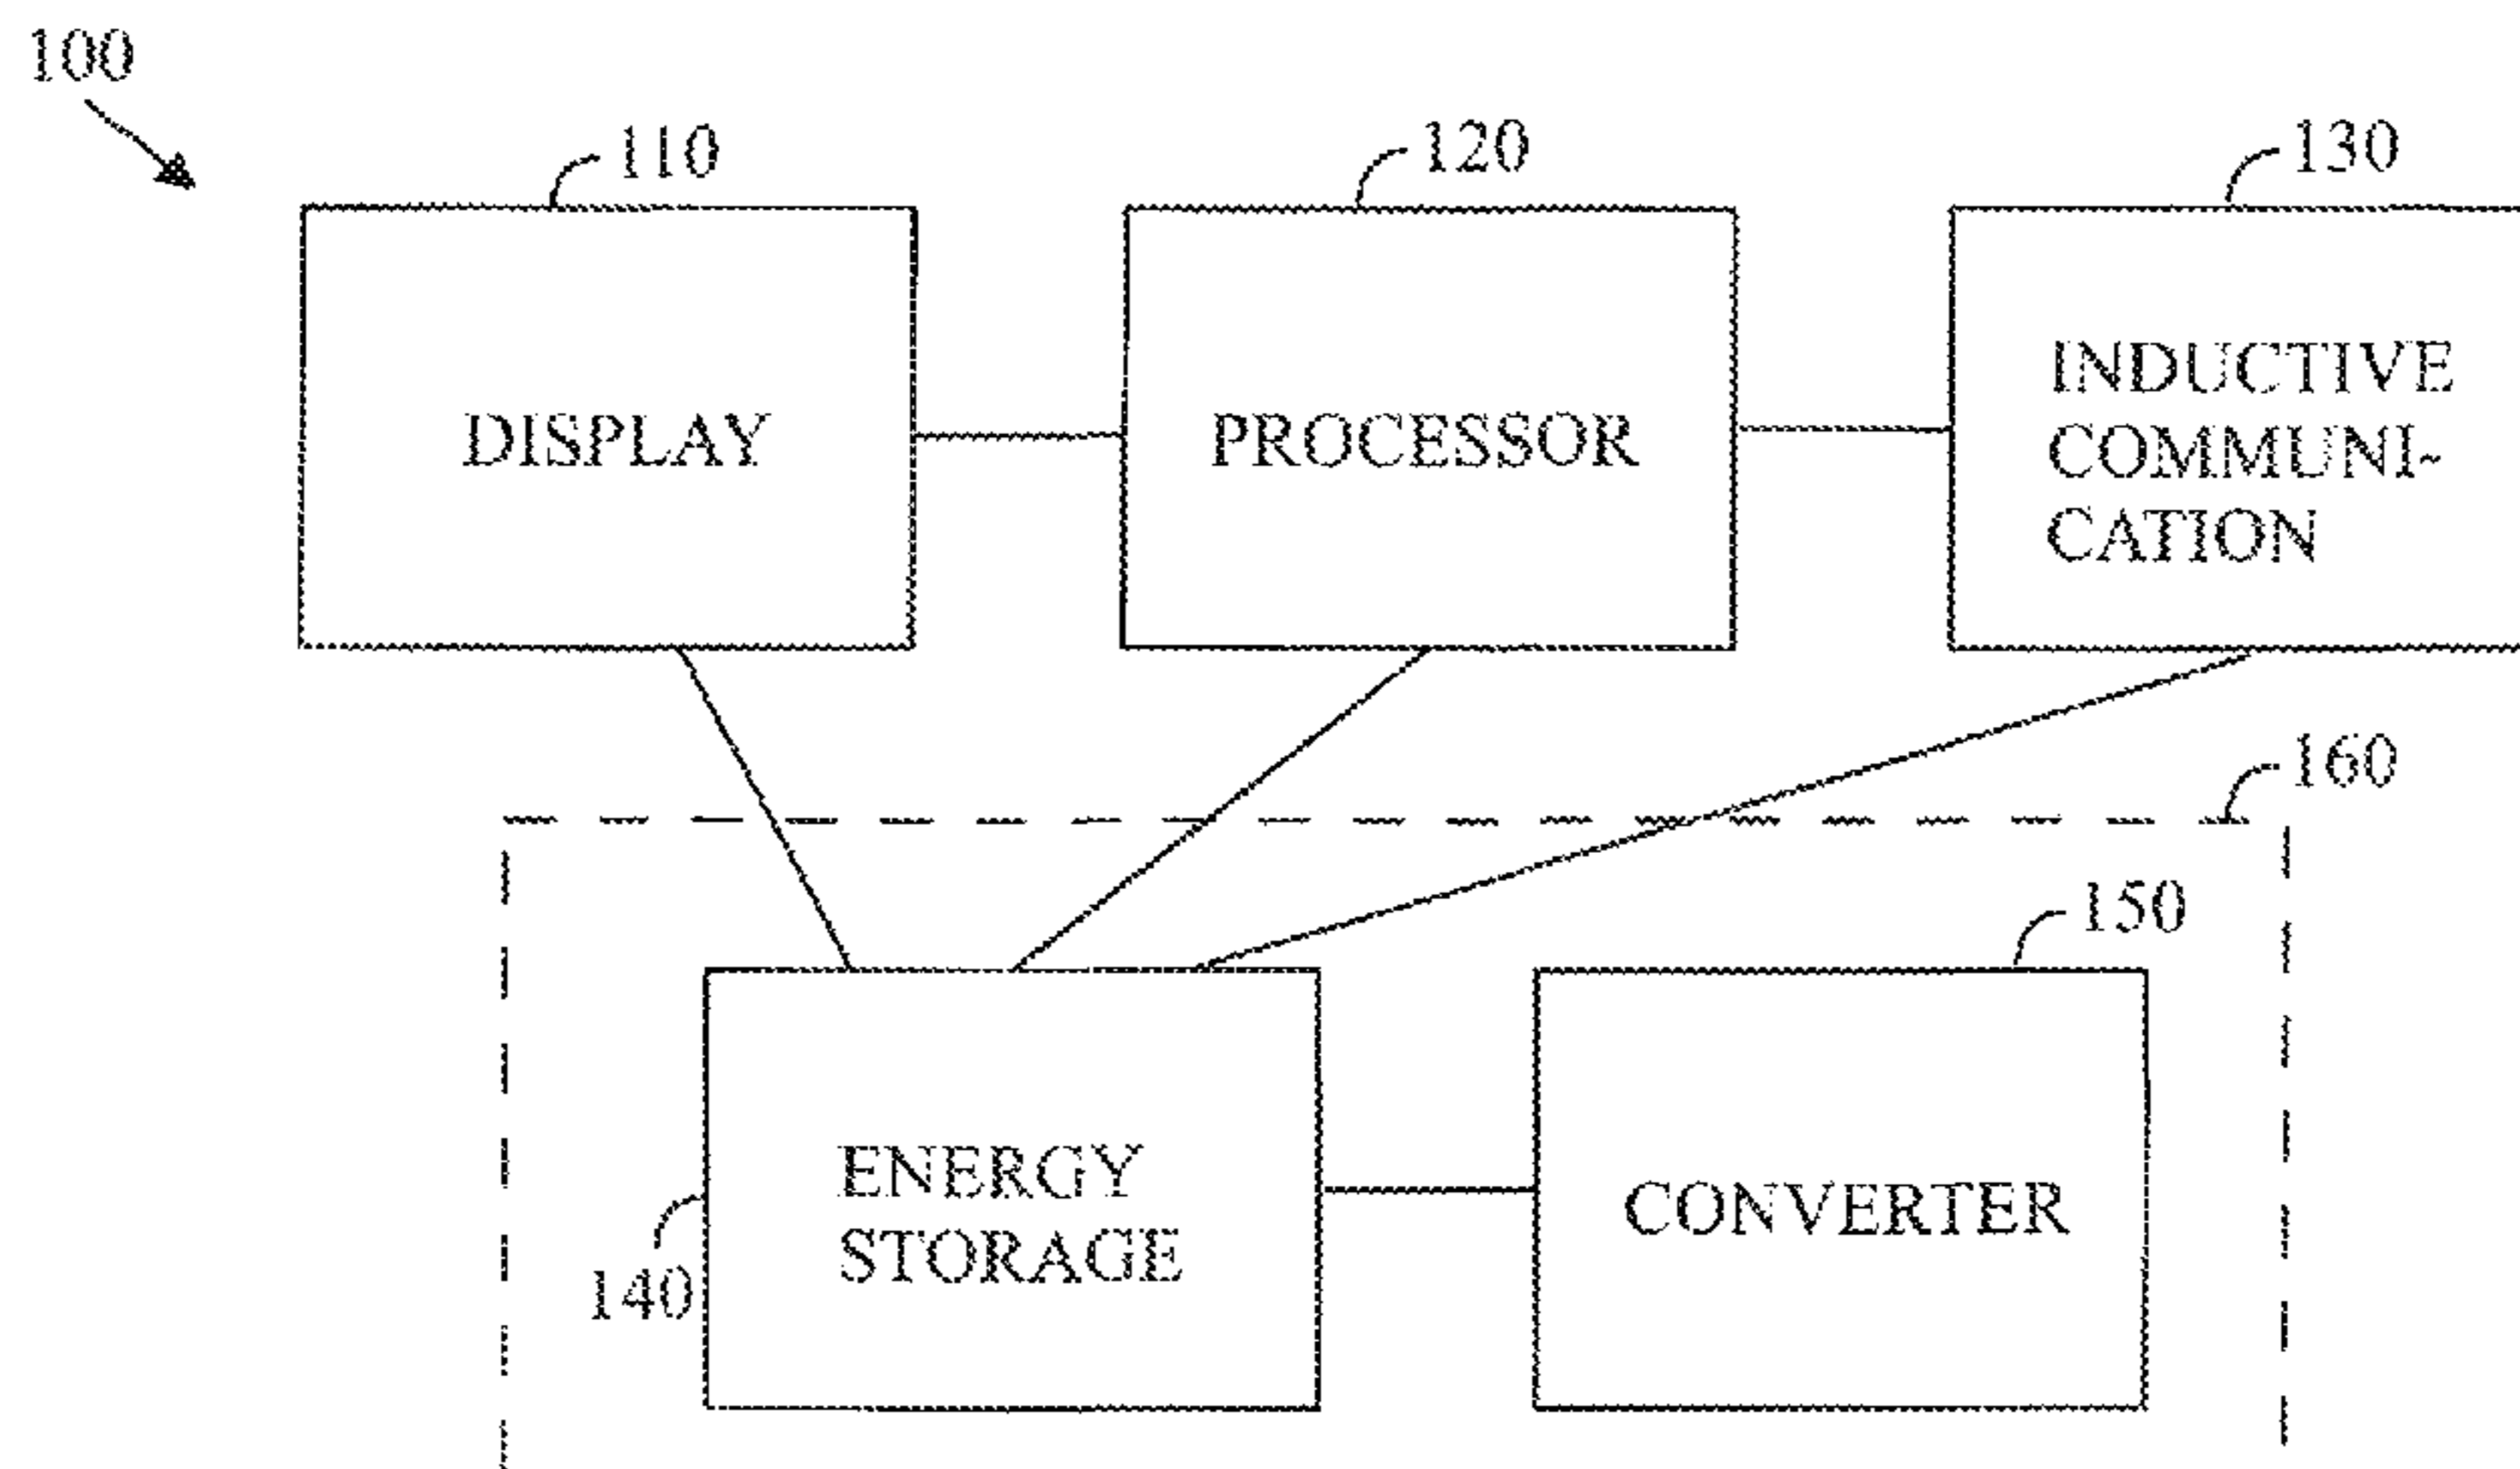 100
110
120
130
DISPLAY
PROCESSOR
INDUCTIVE
COMMUNI-
CATION
160
150
140
ENERGY
STORAGE
CONVERTER